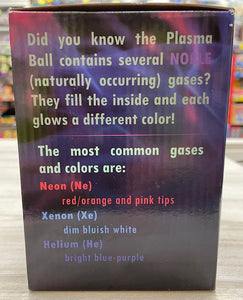 Did you know the Plasma
Ball contains several NOBLE
(naturally occurring) gases?
They fill the inside and each
glows a different color!
The most common gases
and colors are:
Neon (Ne)
red/orange and pink tips
Xenon (Xe)
dim bluish white
Helium (He)
bright blue-purple